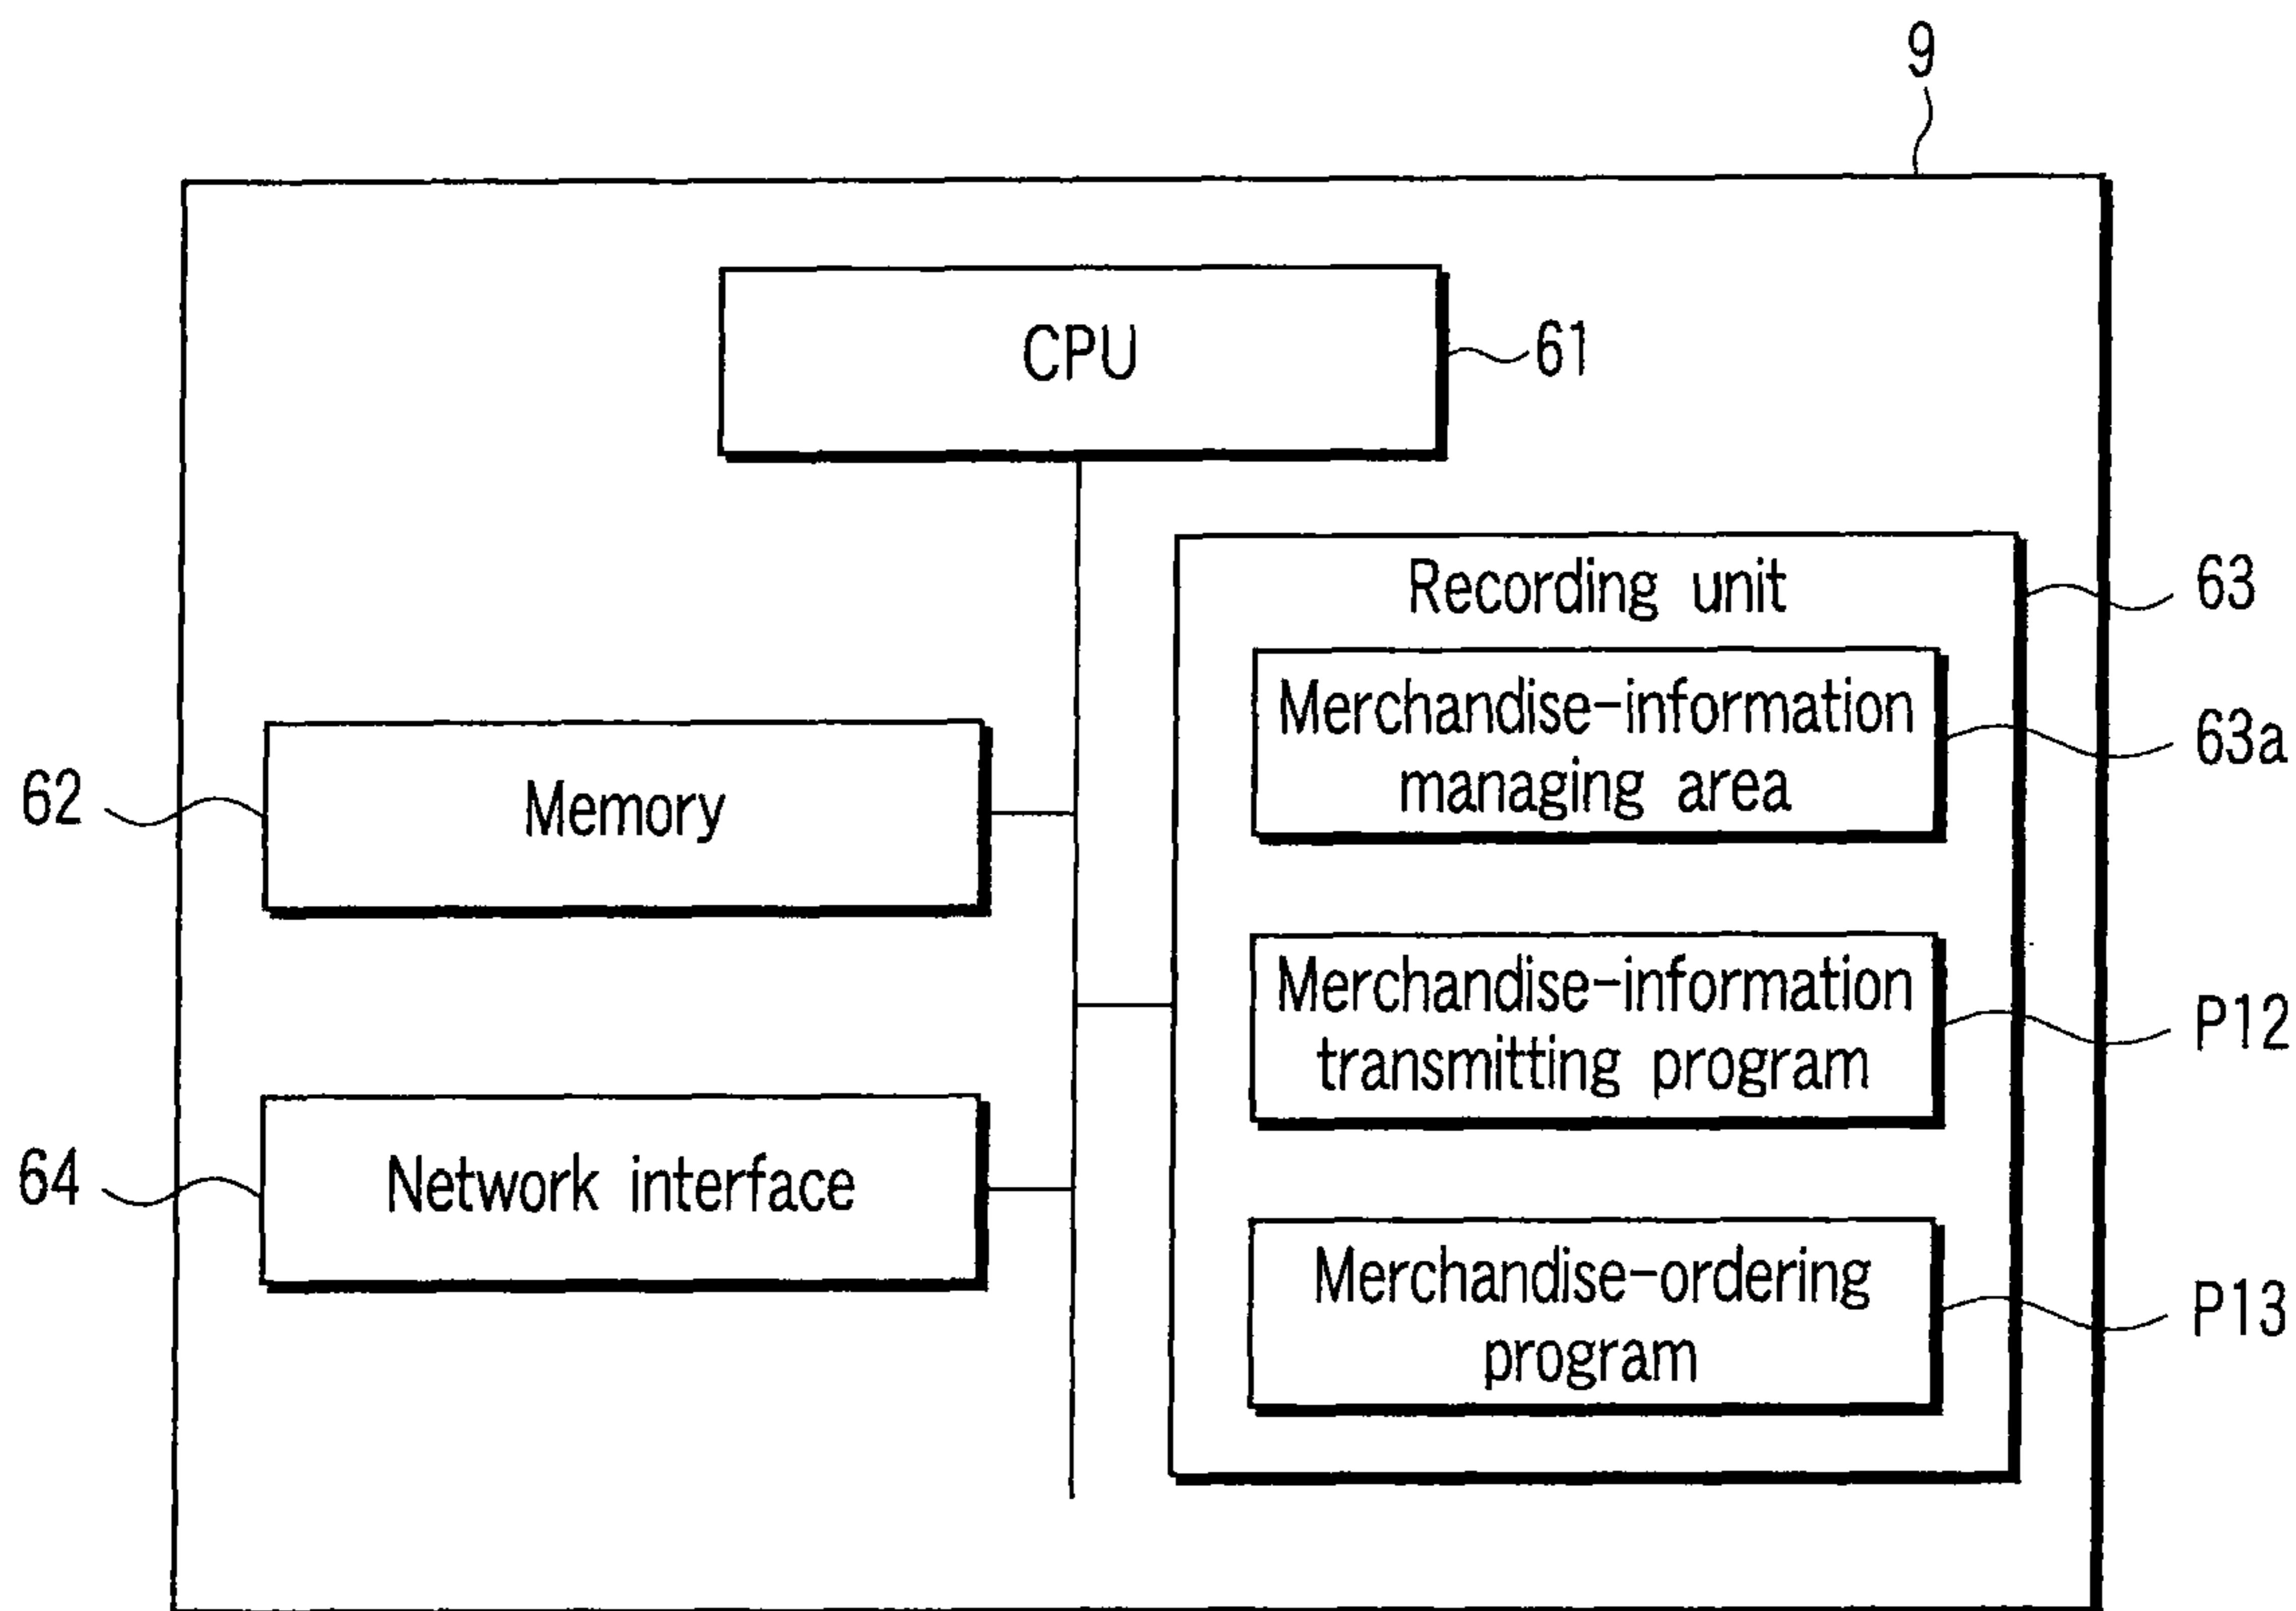 9
CPU
61
Recording unit
63
Merchandise-information
managing area
63a
62
Memory
Merchandise-information
transmitting program
P12
64
Network interface
Merchandise-ordering
program
P13